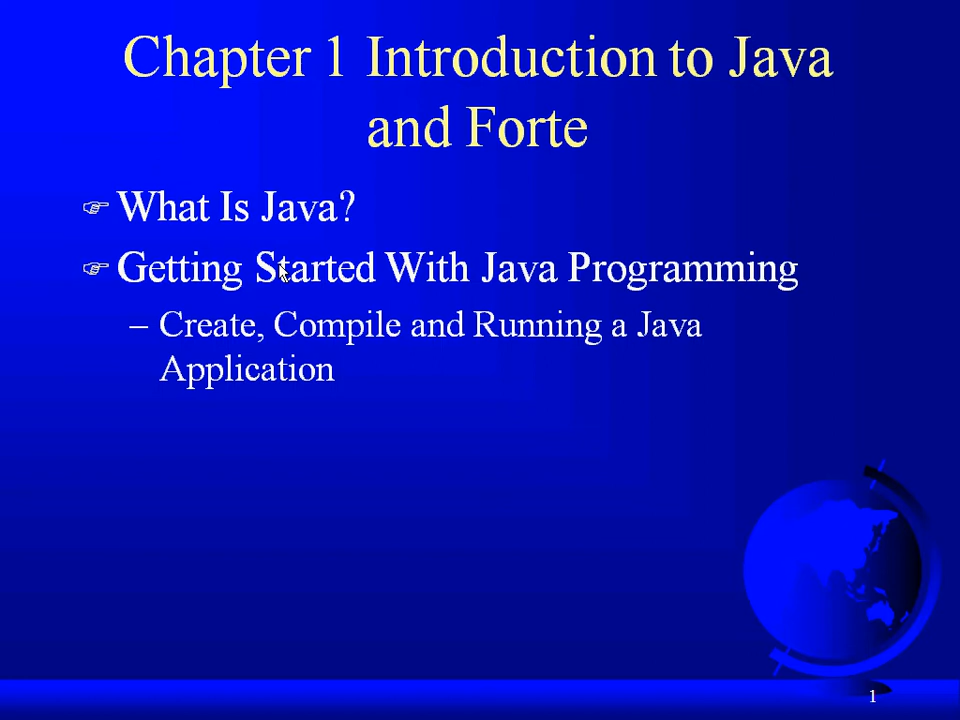 Chapter 1 Introduction to Java
and Forte
What Is Java?
Getting Started With Java Programming
– Create, Compile and Running a Java
Application
1